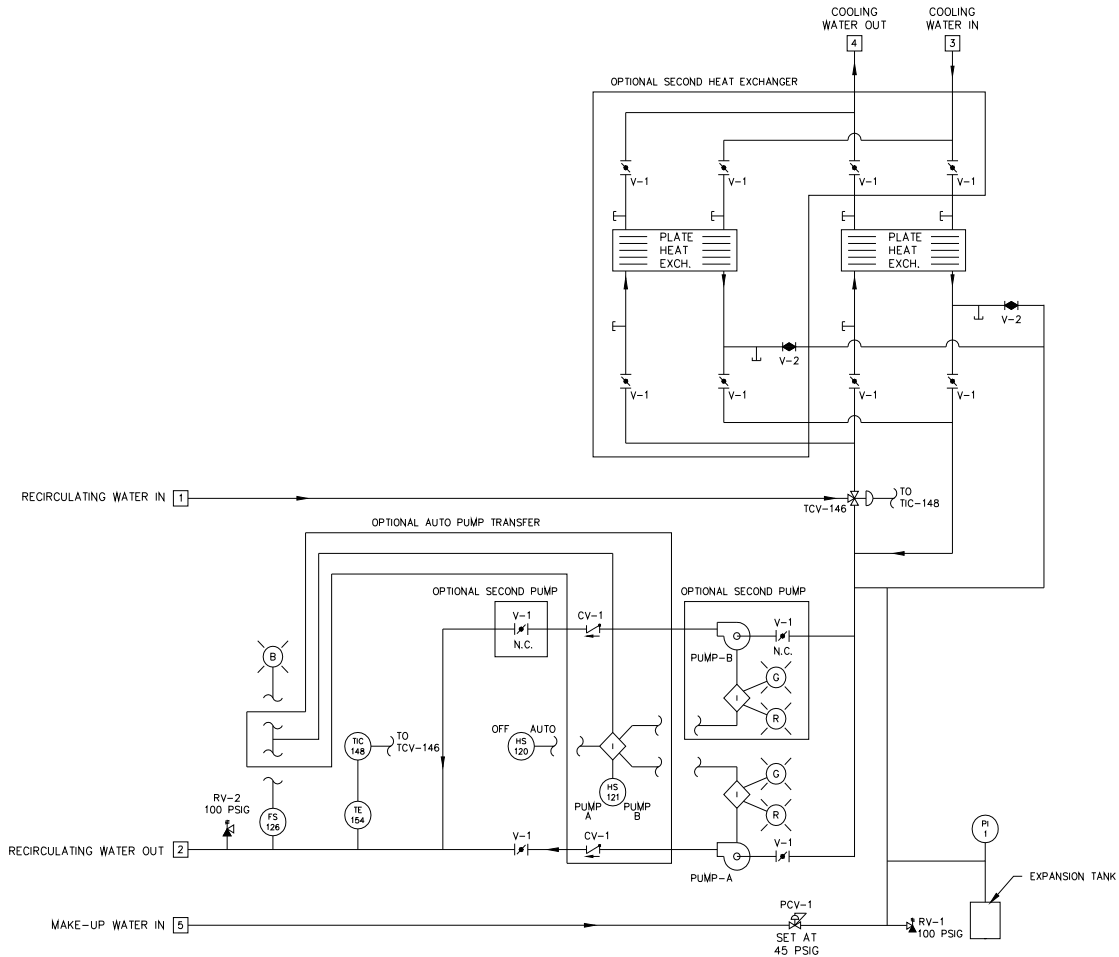 COOLING
WATER OUT
4
COOLING
WATER IN
3
OPTIONAL SECOND HEAT EXCHANGER
V-1
V-1
V-1
V-1
PLATE
HEAT
EXCH.
PLATE
HEAT
EXCH.
V-2
V-2
V-1
V-1
V-1
V-1
RECIRCULATING WATER IN
1
TCV-146
TO
TIC-148
OPTIONAL AUTO PUMP TRANSFER
OPTIONAL SECOND PUMP
OPTIONAL SECOND PUMP
V-1
N.C.
CV-1
V-1
N.C.
PUMP-B
B
G
I
R
OFF
AUTO
HS
120
TIC
148
TO
TCV-146
I
HS
121
PUMP
A
PUMP
B
G
I
R
RV-2
100 PSIG
FS
126
TE
154
V-1
CV-1
V-1
PI
1
RECIRCULATING WATER OUT
2
PUMP-A
EXPANSION TANK
MAKE-UP WATER IN
5
PCV-1
SET AT
45 PSIG
RV-1
100 PSIG